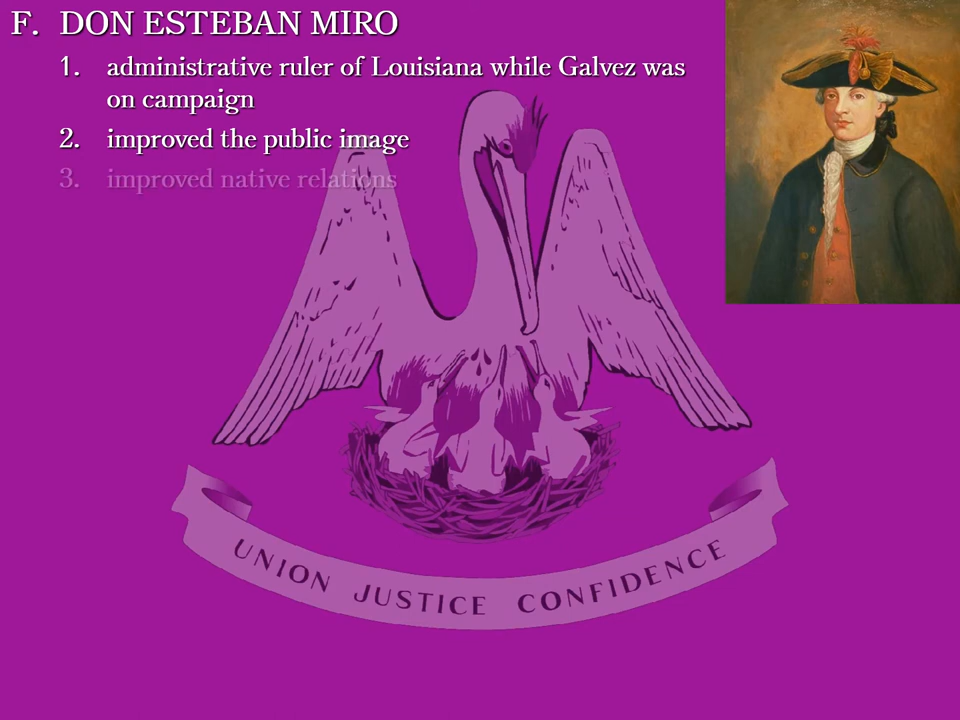 F. DON ESTEBAN MIRO
1. administrative ruler of Louisiana while Galvez was
on campaign
2. improved the public image
3. improved native relations
UNION JUSTICE CONFIDENCE